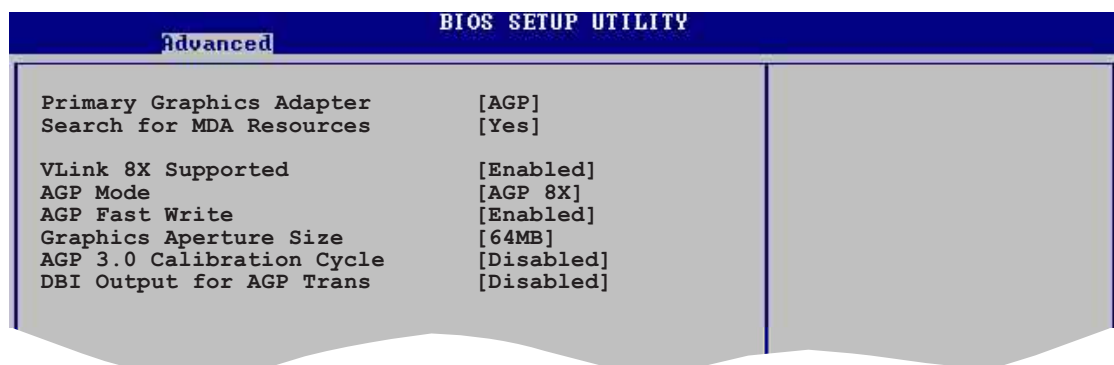 BIOS SETUP UTILITY
Advanced
Primary Graphics Adapter [AGP]
Search for MDA Resources [Yes]
VLink 8X Supported [Enabled]
AGP Mode [AGP 8X]
AGP Fast Write [Enabled]
Graphics Aperture Size [64MB]
AGP 3.0 Calibration Cycle [Disabled]
DBI Output for AGP Trans [Disabled]